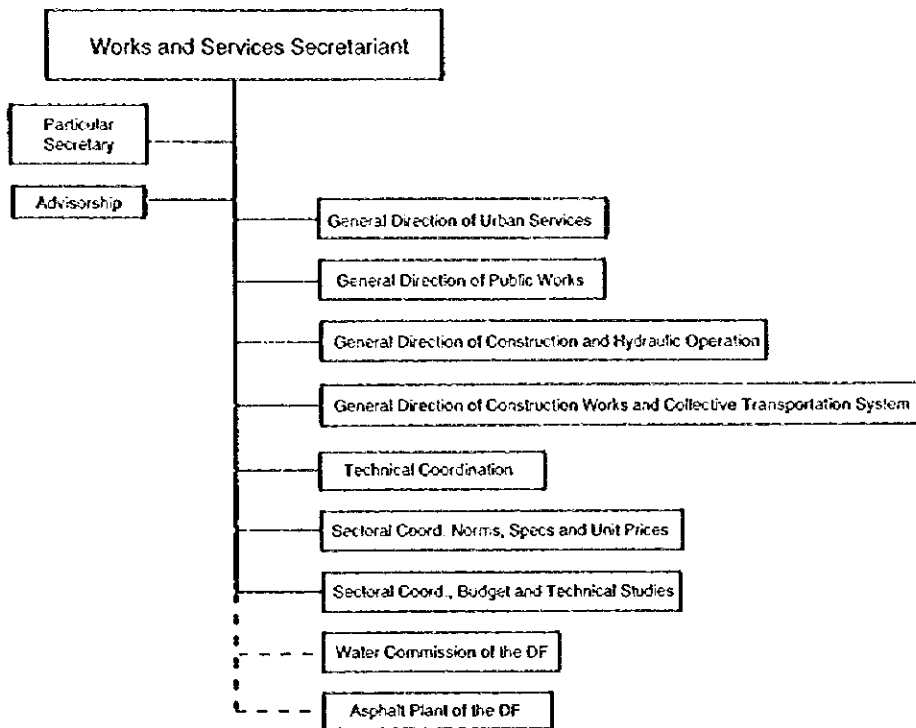 Works and Services Secretariant
Particular
Secretary
Advisorship
General Direction of Urban Services
General Direction of Public Works
General Direction of Construction and Hydraulic Operation
General Direction of Construction Works and Collective Transportation System
Technical Coordination
Sectoral Coord. Norms, Specs and Unit Prices
Sectoral Coord., Budget and Technical Studies
Water Commission of the DF
Asphalt Plant of the DF